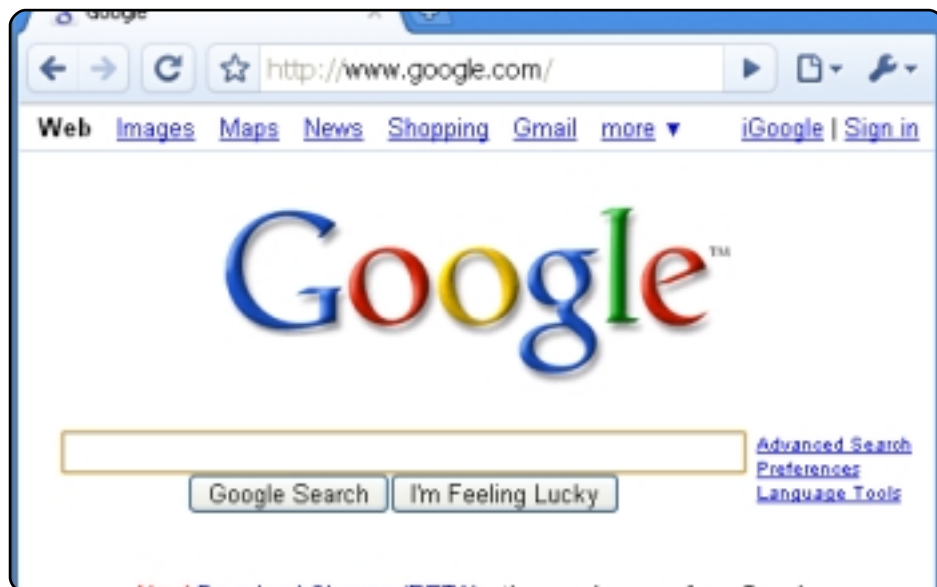 Google
http://www.google.com/
Web Images Maps News Shopping Gmail more ▼ iGoogle | Sign in
Google™
Advanced Search
Preferences
Language Tools
Google Search I'm Feeling Lucky